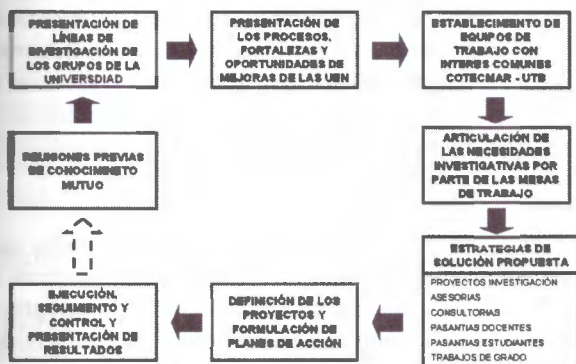 PRESENTACIÓN DE
LÍNEAS DE
INVESTIGACIÓN DE
LOS GRUPOS DE LA
UNIVERSDIAD
PRESENTACIÓN DE
LOS PROCESOS,
FORTALEZAS Y
OPORTUNIDADES DE
MEJORAS DE LAS UEN
ESTABLECIMIENTO DE
EQUIPOS DE
TRABAJO CON
INTERES COMUNES
COTECMAR - UTB
ARTICULACIÓN DE
LAS NECESIDADES
INVESTIGATIVAS POR
PARTE DE LAS MESAS
DE TRABAJO
ESTRATEGIAS DE
SOLUCIÓN PROPUESTA
PROYECTOS INVESTIGACIÓN
ASESORIAS
CONSULTORIAS
PASANTIAS DOCENTES
PASANTIAS ESTUDIANTES
TRABAJOS DE GRADO
DEFINICIÓN DE LOS
PROYECTOS Y
FORMULACIÓN DE
PLANES DE ACCIÓN
EJECUCIÓN,
SEGUIMIENTO Y
CONTROL Y
PRESENTACIÓN DE
RESULTADOS
REUNIONES PREVIAS
DE CONOCIMINETO
MUTUO